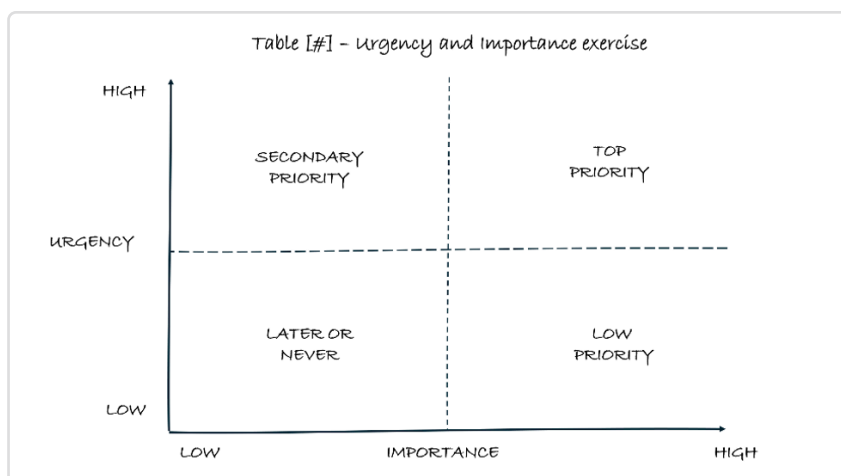 Table [#] – Urgency and Importance exercise
HIGH
SECONDARY
PRIORITY
TOP
PRIORITY
URGENCY
LATER OR
NEVER
LOW
PRIORITY
LOW
LOW
IMPORTANCE
HIGH